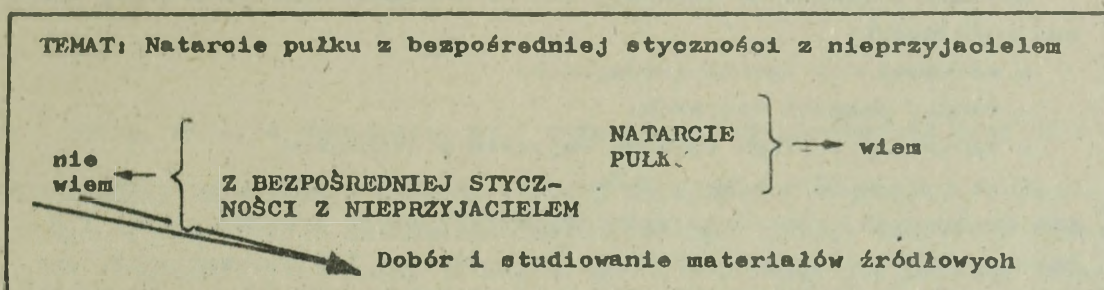 TEMAT: Natarcie pułku z bezpośredniej styczności z nieprzyjacielem
NATARCIE
PUŁK
wiem
nie
wiem
Z BEZPOŚREDNIEJ STYCZ-
NOŚCI Z NIEPRZYJACIELEM
Dobór i studiowanie materiałów źródłowych